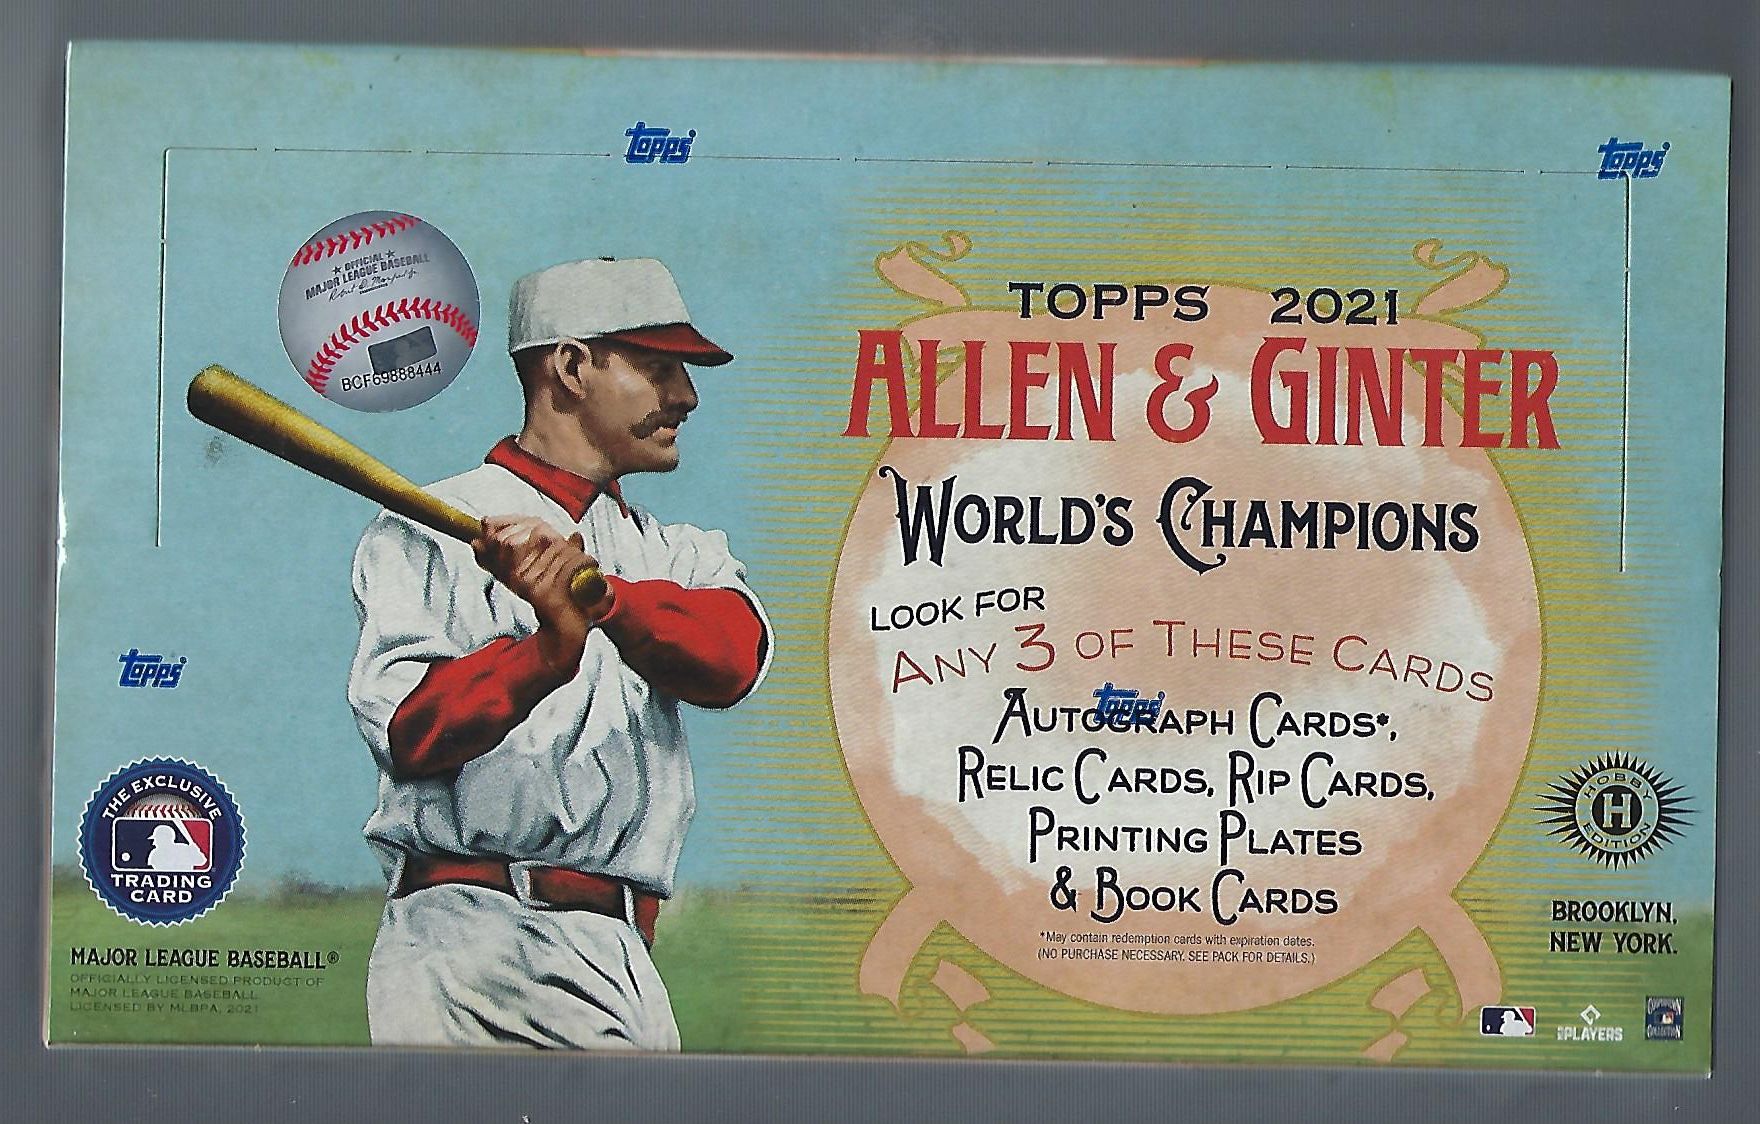 topps
topps
★ OFFICIAL ★
MAJOR LEAGUE BASEBALL
BCF69888444
TOPPS 2021
ALLEN & GINTER
WORLD'S CHAMPIONS
LOOK FOR
ANY 3 OF THESE CARDS
topps
topps
AUTOGRAPH CARDS*,
RELIC CARDS, RIP CARDS,
PRINTING PLATES
& BOOK CARDS
*May contain redemption cards with expiration dates.
(NO PURCHASE NECESSARY. SEE PACK FOR DETAILS.)
THE EXCLUSIVE
TRADING
CARD
MAJOR LEAGUE BASEBALL®
OFFICIALLY LICENSED PRODUCT OF
MAJOR LEAGUE BASEBALL
LICENSED BY MLBPA, 2021
HOBBY
H
EDITION
BROOKLYN,
NEW YORK.
PLAYERS
COLLECTION